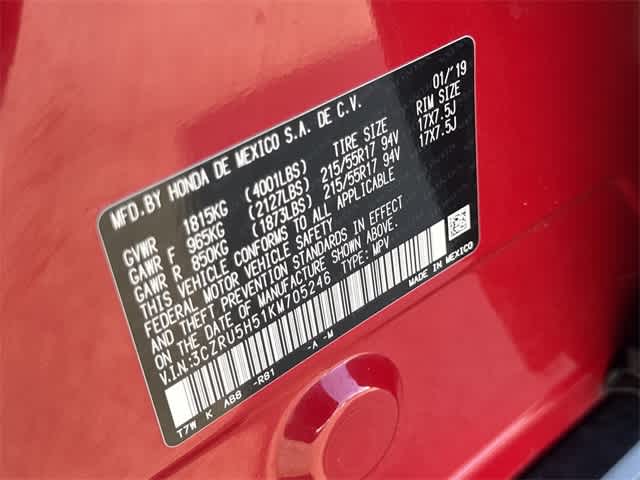 MFD.BY HONDA DE MEXICO S.A. DE C.V. 01/'19
GVWR 1815KG (4001LBS) TIRE SIZE RIM SIZE
GAWR F 965KG (2127LBS) 215/55R17 94V 17X7.5J
GAWR R 850KG (1873LBS) 215/55R17 94V 17X7.5J
THIS VEHICLE CONFORMS TO ALL APPLICABLE
FEDERAL MOTOR VEHICLE SAFETY
AND THEFT PREVENTION STANDARDS IN EFFECT
ON THE DATE OF MANUFACTURE SHOWN ABOVE.
V.I.N.:3CZRU5H51KM705246 TYPE: MPV
MADE IN MEXICO
T7W K ABB -R81 -A -M